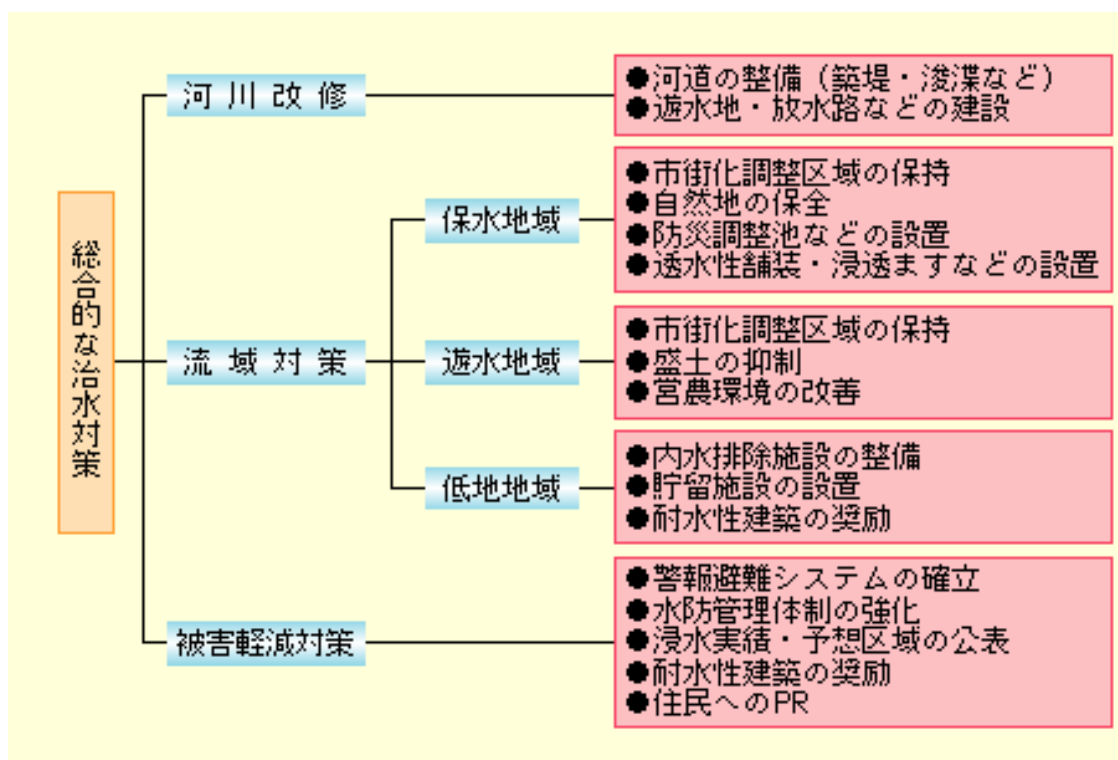 総合的な治水対策
河川改修
●河道の整備（築堤・浚渫など）
●遊水地・放水路などの建設
流域対策
保水地域
●市街化調整区域の保持
●自然地の保全
●防災調整池などの設置
●透水性舗装・浸透ますなどの設置
遊水地域
●市街化調整区域の保持
●盛土の抑制
●営農環境の改善
低地地域
●内水排除施設の整備
●貯留施設の設置
●耐水性建築の奨励
被害軽減対策
●警報避難システムの確立
●水防管理体制の強化
●浸水実績・予想区域の公表
●耐水性建築の奨励
●住民へのPR